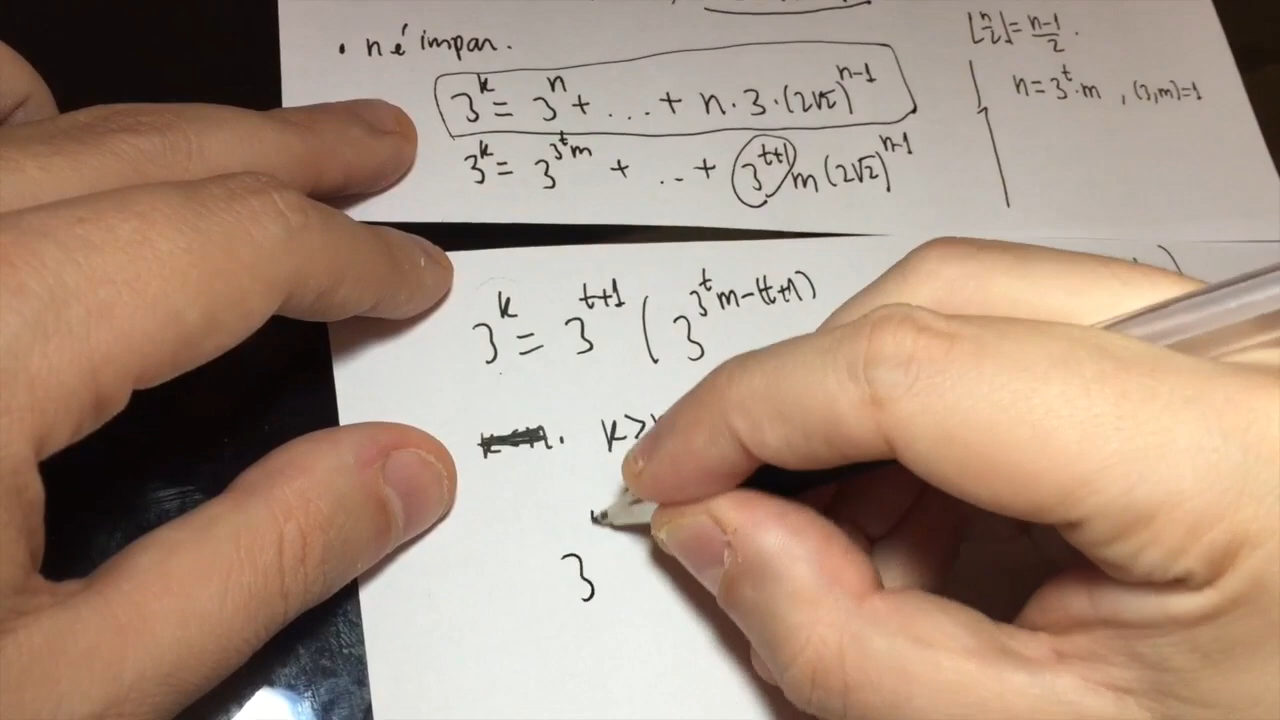 • n é ímpar.
3^k = 3^n + ... + n·3·(2√2)^{n-1}
3^k = 3^{3^t m} + ... + 3^{t+1} m (2√2)^{n-1}
⌊n/2⌋ = (n-1)/2.
n = 3^t·m , (3,m)=1
3^k = 3^{t+1} (3^{3^t m-(t+1)}
k>
3